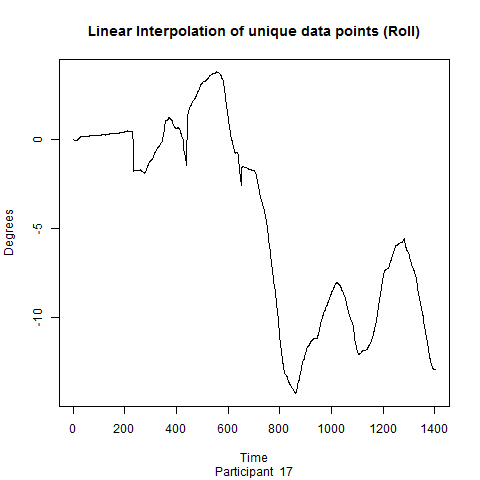 Linear Interpolation of unique data points (Roll)
Degrees
0
-5
-10
0 200 400 600 800 1000 1200 1400
Time
Participant 17